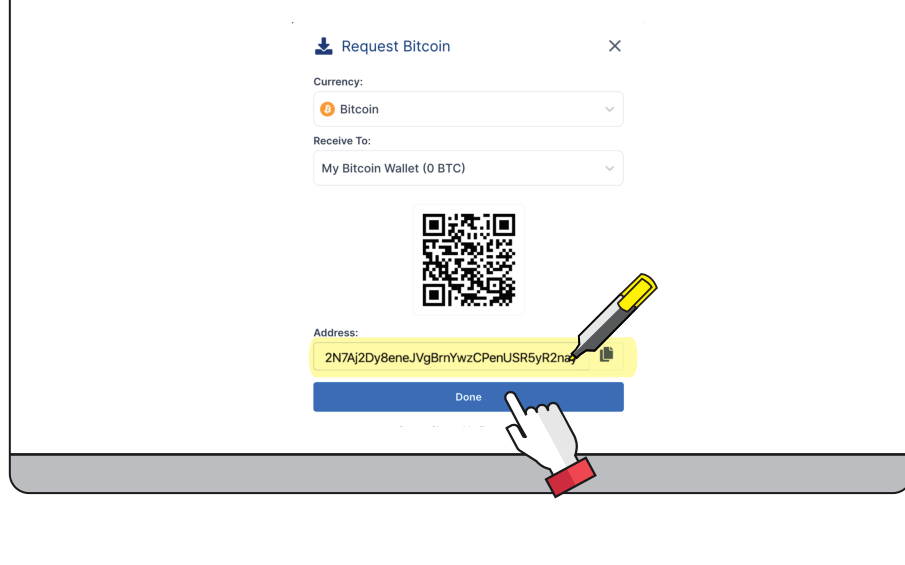 Request Bitcoin
Currency:
Bitcoin
Receive To:
My Bitcoin Wallet (0 BTC)
Address:
2N7Aj2Dy8eneJVgBrnYwzCPenUSR5yR2na
Done